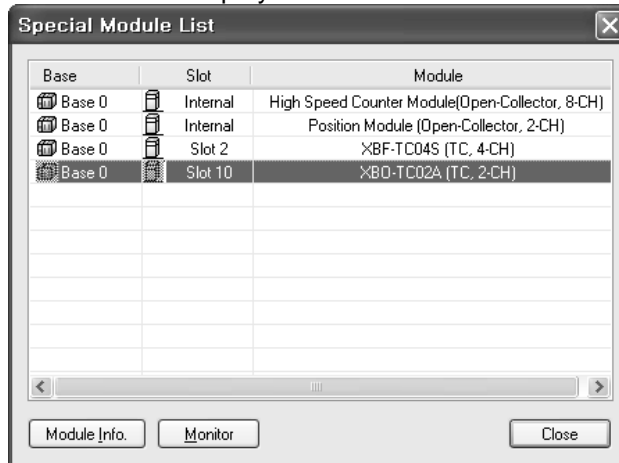 Special Module List
Base Slot Module
Base 0 Internal High Speed Counter Module(Open-Collector, 8-CH)
Base 0 Internal Position Module (Open-Collector, 2-CH)
Base 0 Slot 2 XBF-TC04S (TC, 4-CH)
Base 0 Slot 10 XBO-TC02A (TC, 2-CH)
Module Info. Monitor Close